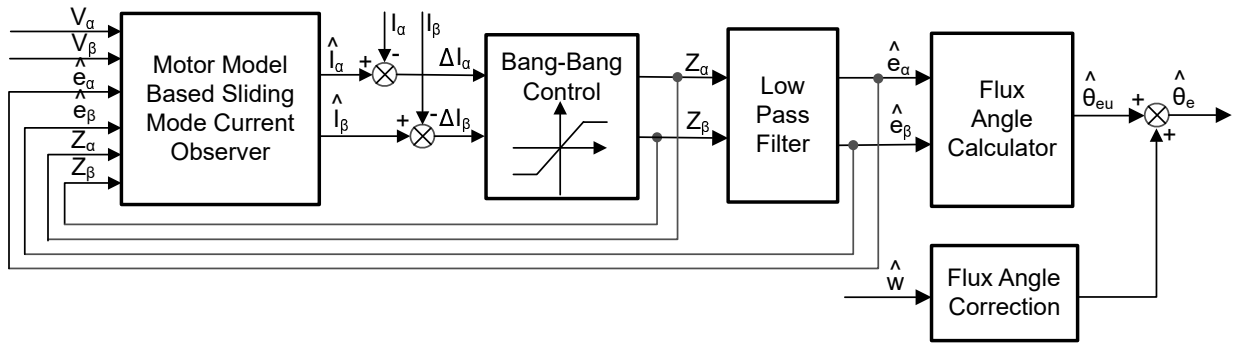 Vα
Vβ
êα
êβ
Zα
Zβ
Motor Model
Based Sliding
Mode Current
Observer
Îα
Îβ
+
-
Iα
Iβ
+
-
ΔIα
ΔIβ
Bang-Bang
Control
Zα
Zβ
Low
Pass
Filter
êα
êβ
Flux
Angle
Calculator
θ̂eu
+
+
θ̂e
ŵ
Flux Angle
Correction